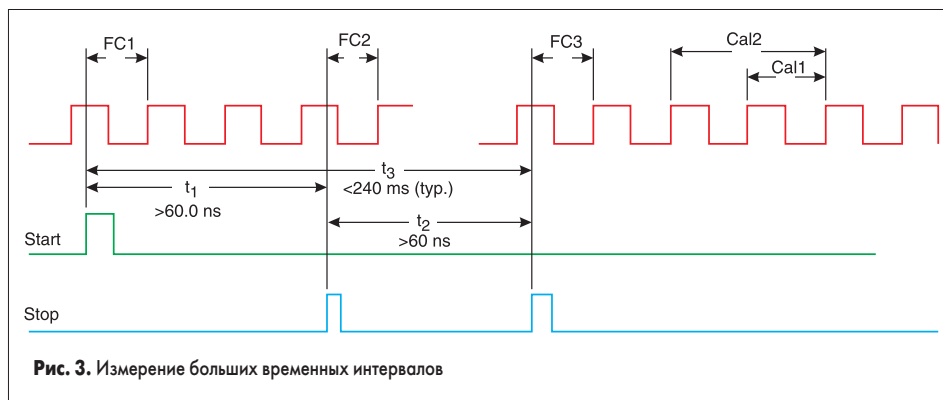 FC1
FC2
FC3
Cal2
Cal1
t3
<240 ms (typ.)
t1
>60.0 ns
t2
>60 ns
Start
Stop
Рис. 3. Измерение больших временных интервалов